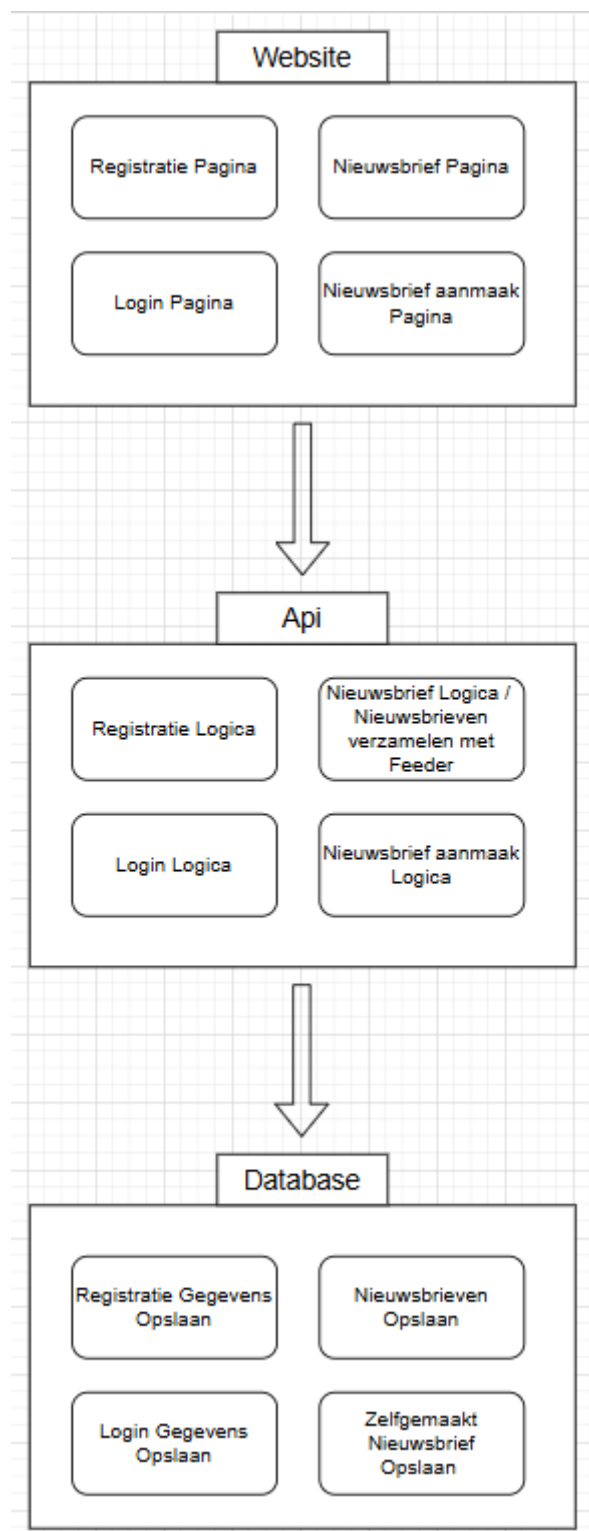 Website
Registratie Pagina
Nieuwsbrief Pagina
Login Pagina
Nieuwsbrief aanmaak
Pagina
Api
Registratie Logica
Nieuwsbrief Logica /
Nieuwsbrieven
verzamelen met
Feeder
Login Logica
Nieuwsbrief aanmaak
Logica
Database
Registratie Gegevens
Opslaan
Nieuwsbrieven
Opslaan
Login Gegevens
Opslaan
Zelfgemaakt
Nieuwsbrief
Opslaan